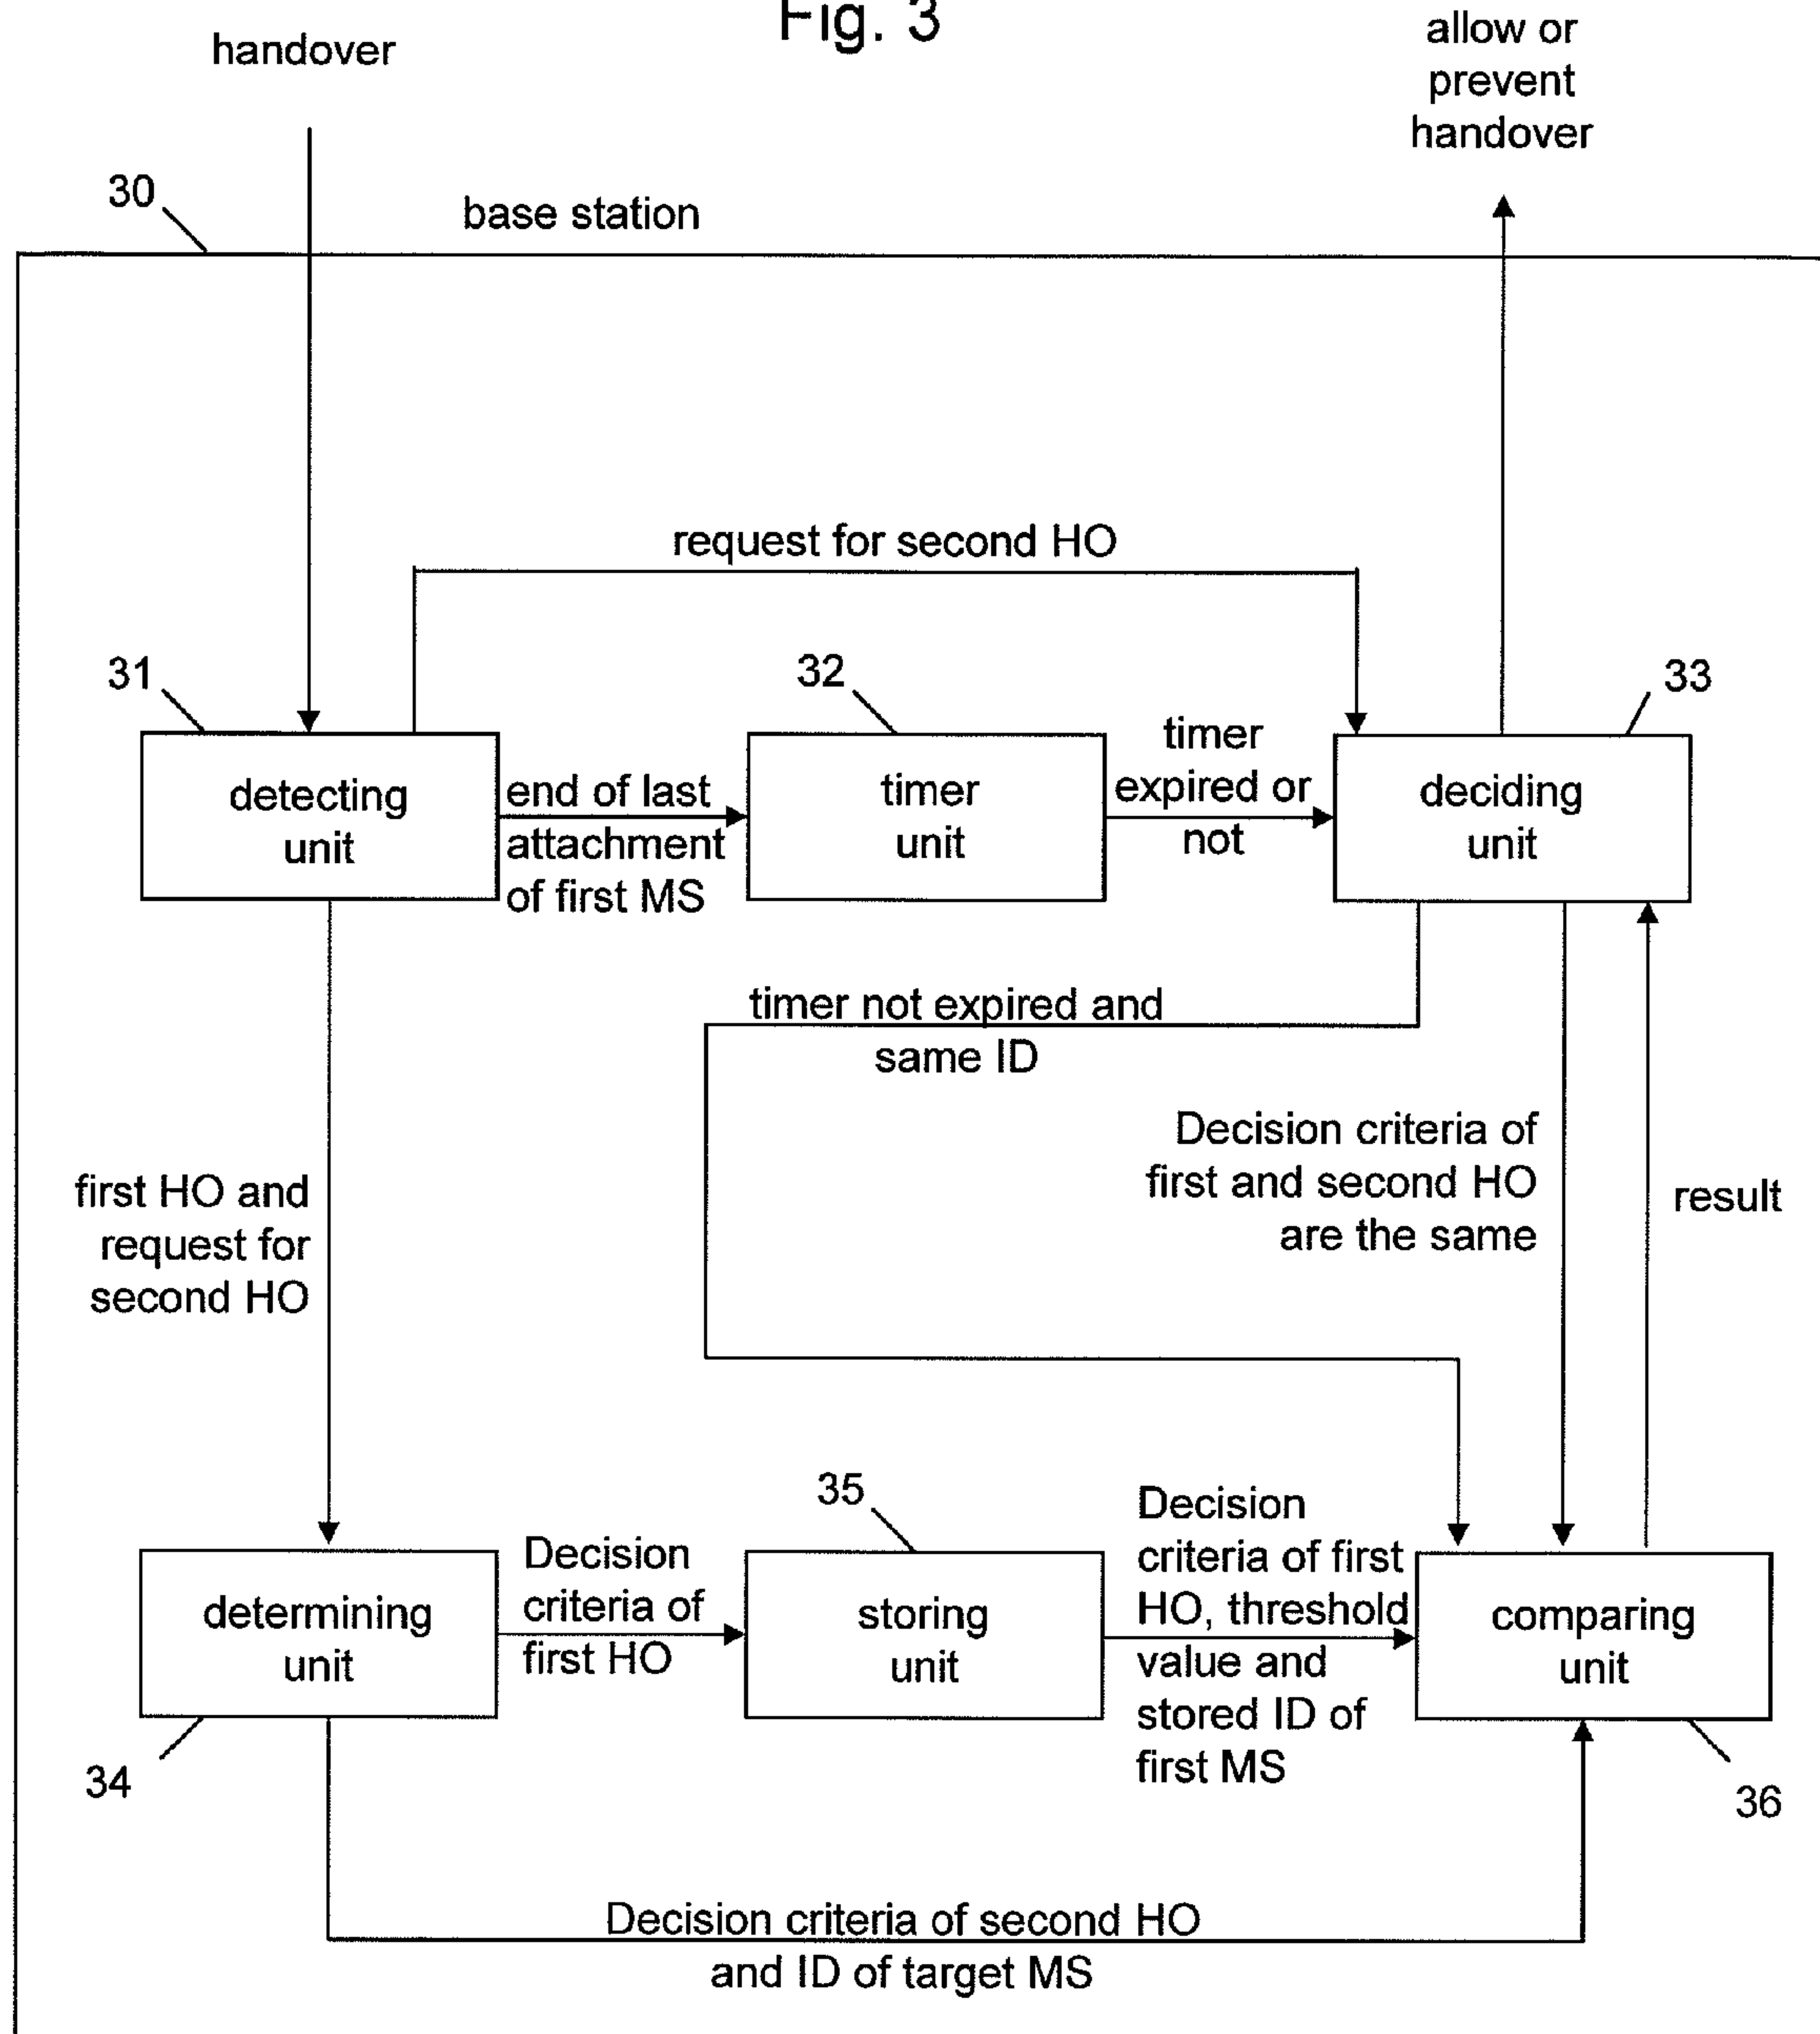 Fig. 3
handover
allow or
prevent
handover
30
base station
request for second HO
31
32
33
detecting
unit
end of last
attachment
of first MS
timer
unit
timer
expired or
not
deciding
unit
timer not expired and
same ID
first HO and
request for
second HO
Decision criteria of
first and second HO
are the same
result
35
determining
unit
34
Decision
criteria of
first HO
storing
unit
Decision
criteria of first
HO, threshold
value and
stored ID of
first MS
comparing
unit
36
Decision criteria of second HO
and ID of target MS